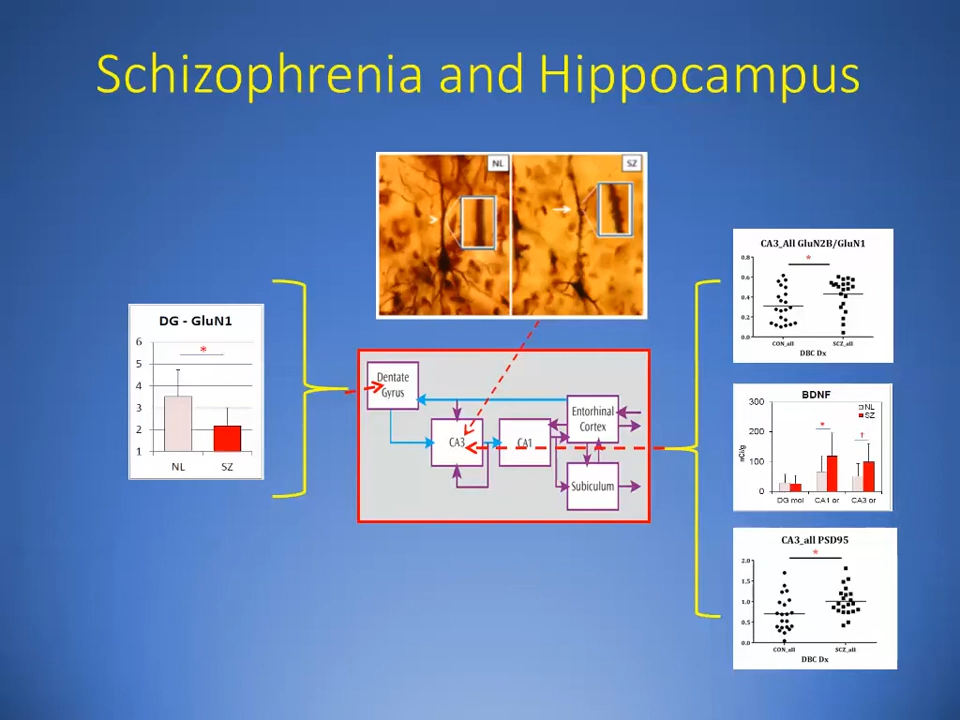 Schizophrenia and Hippocampus
NL
SZ
DG - GluN1
6
5
4
3
2
1
*
NL
SZ
Dentate
Gyrus
CA3
CA1
Entorhinal
Cortex
Subiculum
CA3_All GluN2B/GluN1
*
0.8
0.6
0.4
0.2
0.0
CON_all
SCZ_all
DBC Dx
BDNF
NL
SZ
300
200
100
0
nCi/g
*
†
DG mol
CA1 or
CA3 or
CA3_all PSD95
*
2.0
1.5
1.0
0.5
0.0
CON_all
SCZ_all
DBC Dx